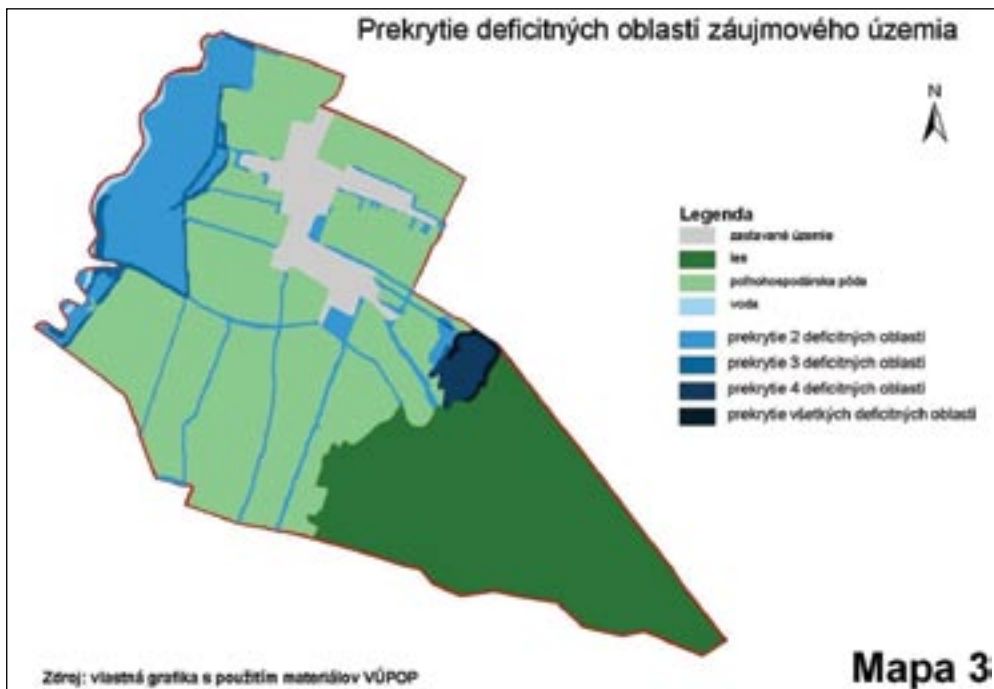 Prekrytie deficitných oblastí záujmového územia
N
Legenda
zastavané územie
les
poľnohospodárska pôda
voda
prekrytie 2 deficitných oblastí
prekrytie 3 deficitných oblastí
prekrytie 4 deficitných oblastí
prekrytie všetkých deficitných oblastí
Zdroj: vlastná grafika s použitím materiálov VÚPOP
Mapa 3